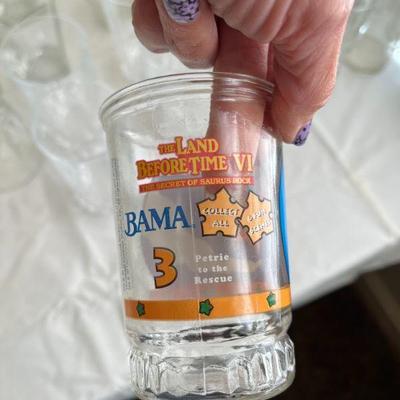 THE LAND
BEFORE TIME VI
THE SECRET OF SAURUS ROCK
BAMA
COLLECT
ALL
3
Petrie
to the
Rescue